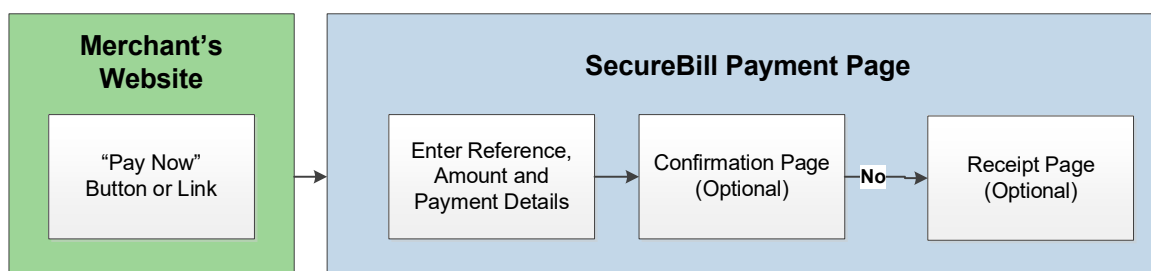 Merchant’s
Website
“Pay Now”
Button or Link
SecureBill Payment Page
Enter Reference,
Amount and
Payment Details
Confirmation Page
(Optional)
No
Receipt Page
(Optional)